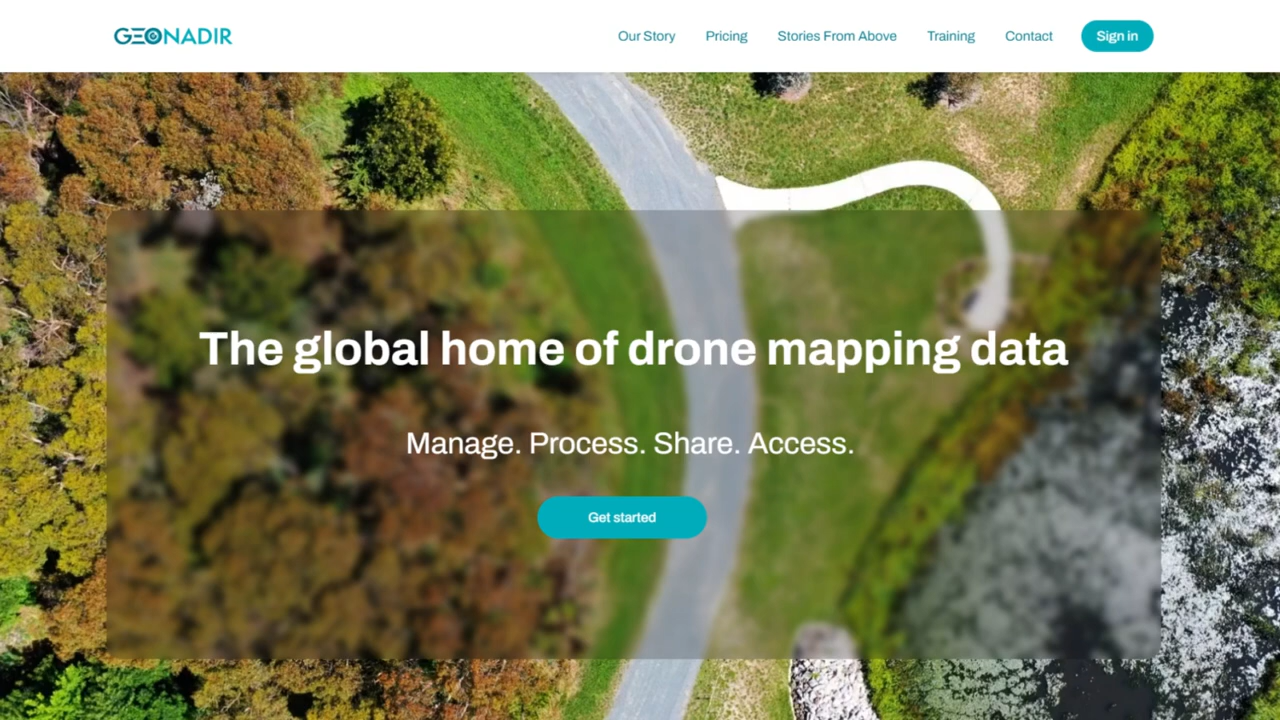 GEONADIR
Our Story
Pricing
Stories From Above
Training
Contact
Sign in
The global home of drone mapping data
Manage. Process. Share. Access.
Get started